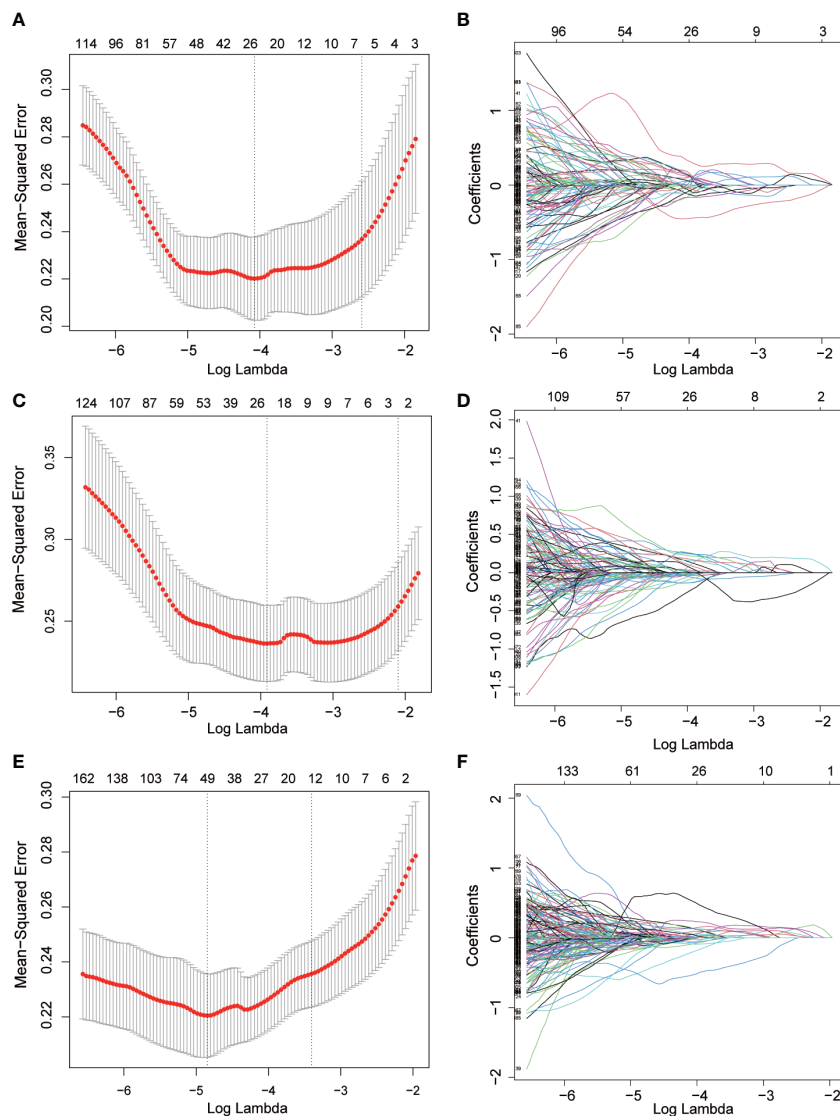 A
114 96 81 57 48 42 26 20 12 10 7 5 4 3
Mean-Squared Error
0.30
0.28
0.26
0.24
0.22
0.20
-6 -5 -4 -3 -2
Log Lambda
B
96 54 26 9 3
Coefficients
1
0
-1
-2
-6 -5 -4 -3 -2
Log Lambda
C
124 107 87 59 53 39 26 18 9 9 7 6 3 2
Mean-Squared Error
0.35
0.30
0.25
-6 -5 -4 -3 -2
Log Lambda
D
109 57 26 8 2
Coefficients
2.0
1.5
1.0
0.5
0.0
-0.5
-1.0
-1.5
-6 -5 -4 -3 -2
Log Lambda
E
162 138 103 74 49 38 27 20 12 10 7 6 2
Mean-Squared Error
0.30
0.28
0.26
0.24
0.22
-6 -5 -4 -3 -2
Log Lambda
F
133 61 26 10 1
Coefficients
2
1
0
-1
-2
-6 -5 -4 -3 -2
Log Lambda